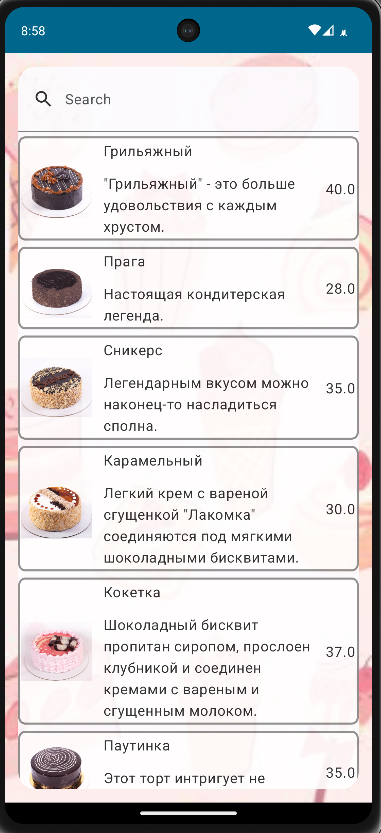 8:58
Search
Грильяжный
"Грильяжный" - это больше
удовольствия с каждым
хрустом.
40.0
Прага
Настоящая кондитерская
легенда.
28.0
Сникерс
Легендарным вкусом можно
наконец-то насладиться
сполна.
35.0
Карамельный
Легкий крем с вареной
сгущенкой "Лакомка"
соединяются под мягкими
шоколадными бисквитами.
30.0
Кокетка
Шоколадный бисквит
пропитан сиропом, прослоен
клубникой и соединен
кремами с вареным и
сгущенным молоком.
37.0
Паутинка
Этот торт интригует не
35.0